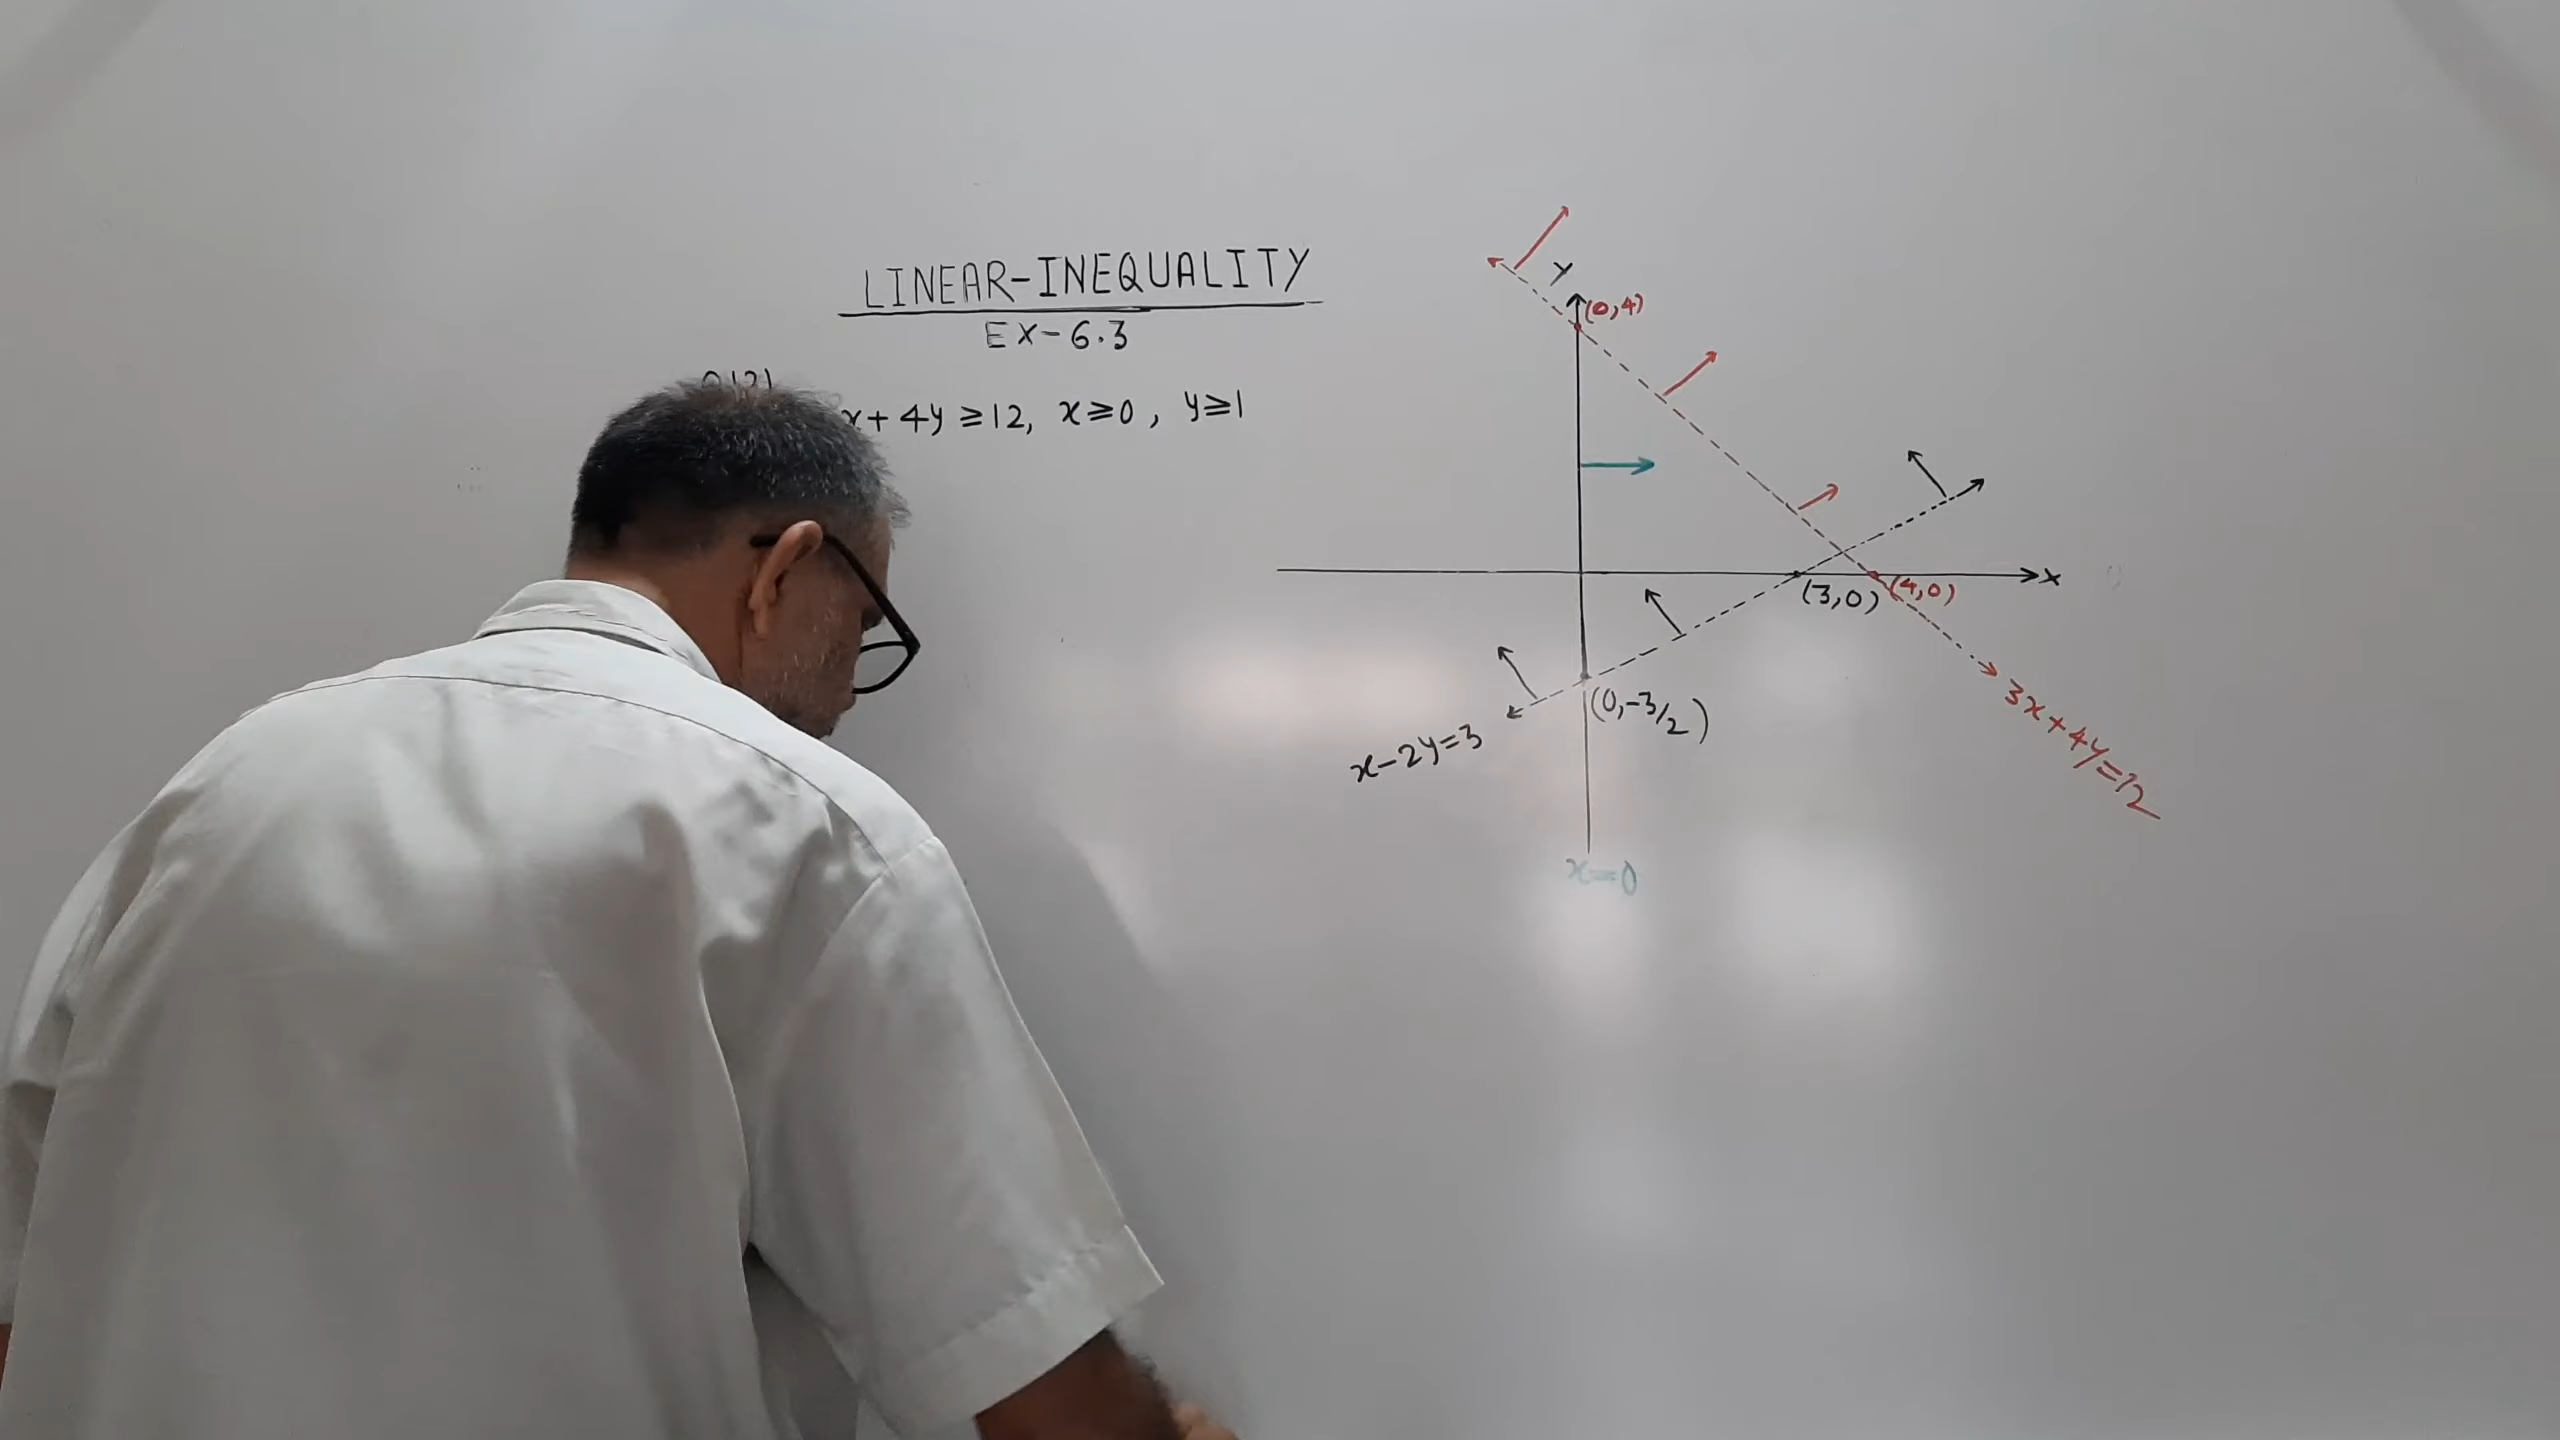 LINEAR-INEQUALITY
EX-6.3
x+4y ≥12, x≥0, y≥1
Y
(0,4)
X
(3,0)
(4,0)
(0,-3/2)
x-2y=3
3x+4y=12
x=0